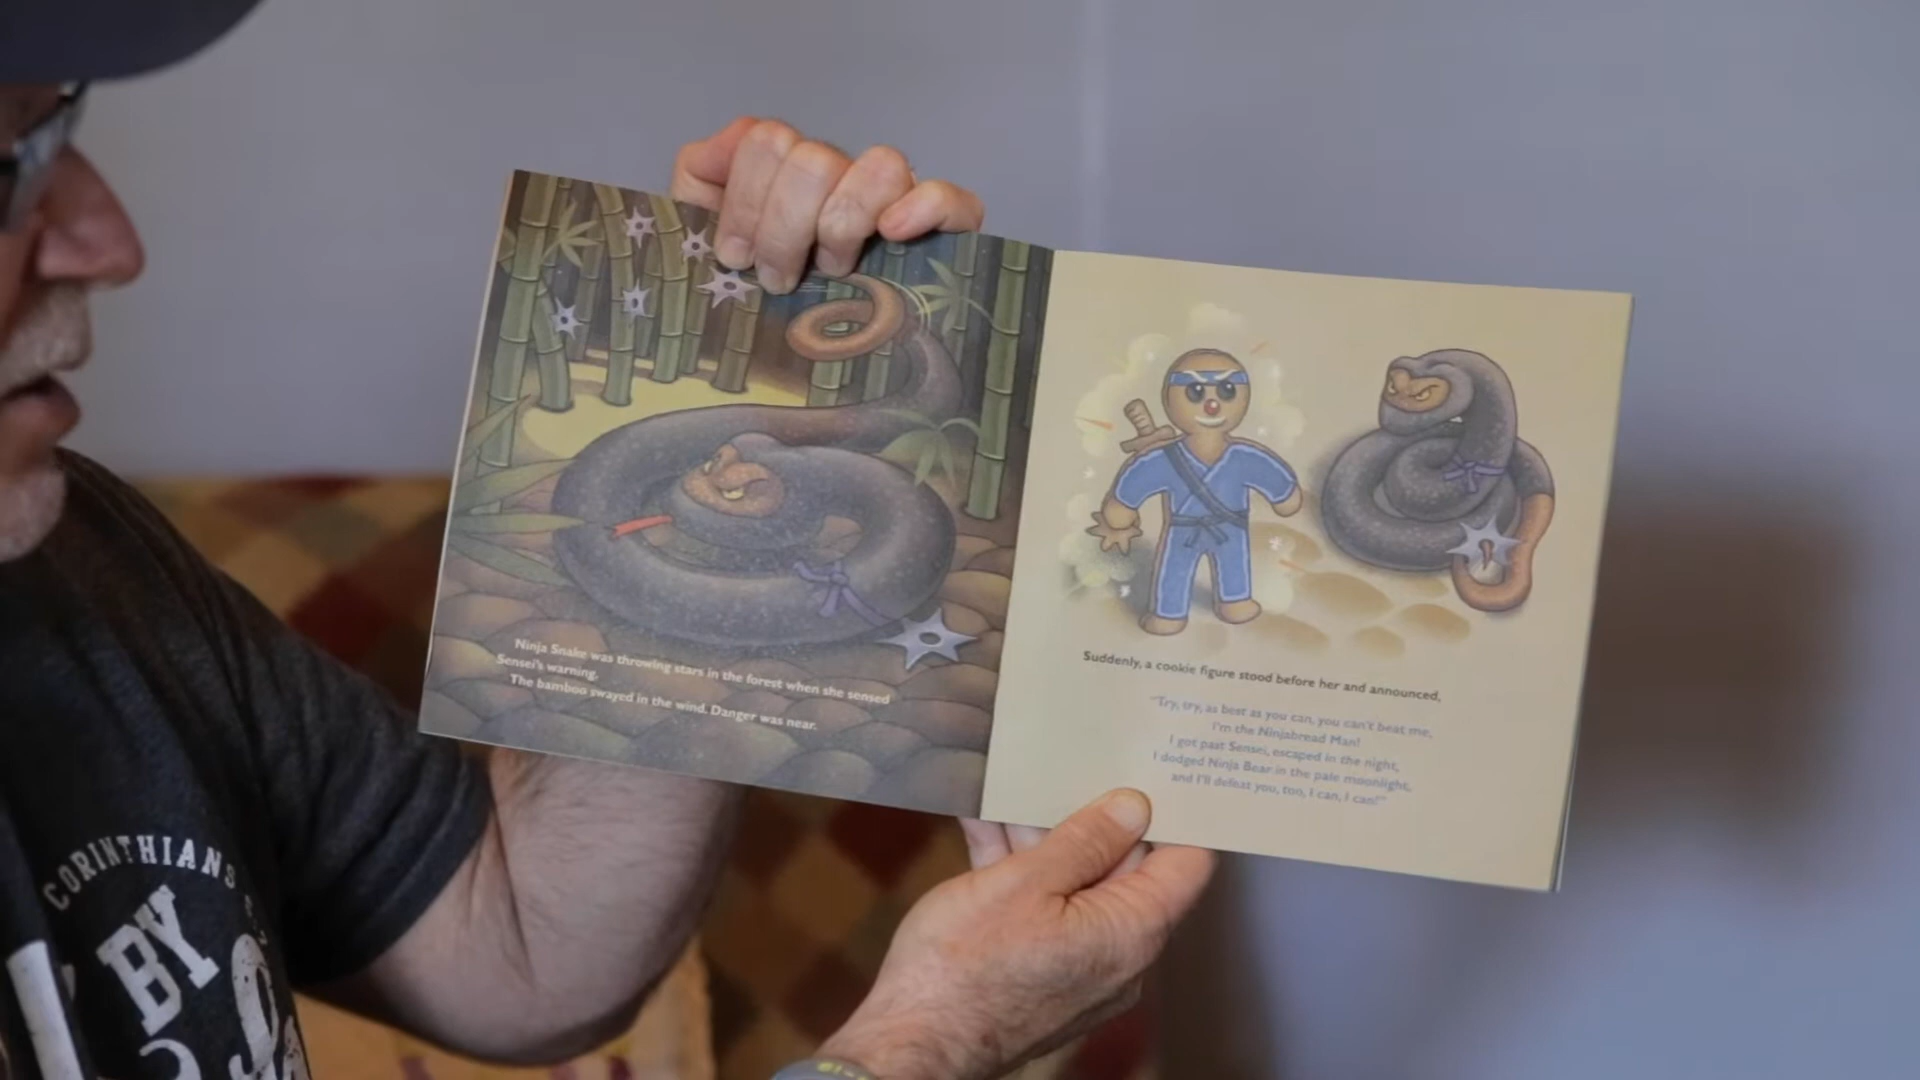 Ninja Snake was throwing stars in the forest when she sensed
Sensei's warning.
The bamboo swayed in the wind. Danger was near.
Suddenly, a cookie figure stood before her and announced,
"Try, try, as best as you can, you can't beat me,
I'm the Ninjabread Man!
I got past Sensei, escaped in the night,
I dodged Ninja Bear in the pale moonlight,
and I'll defeat you, too, I can, I can!"
CORINTHIANS
BY